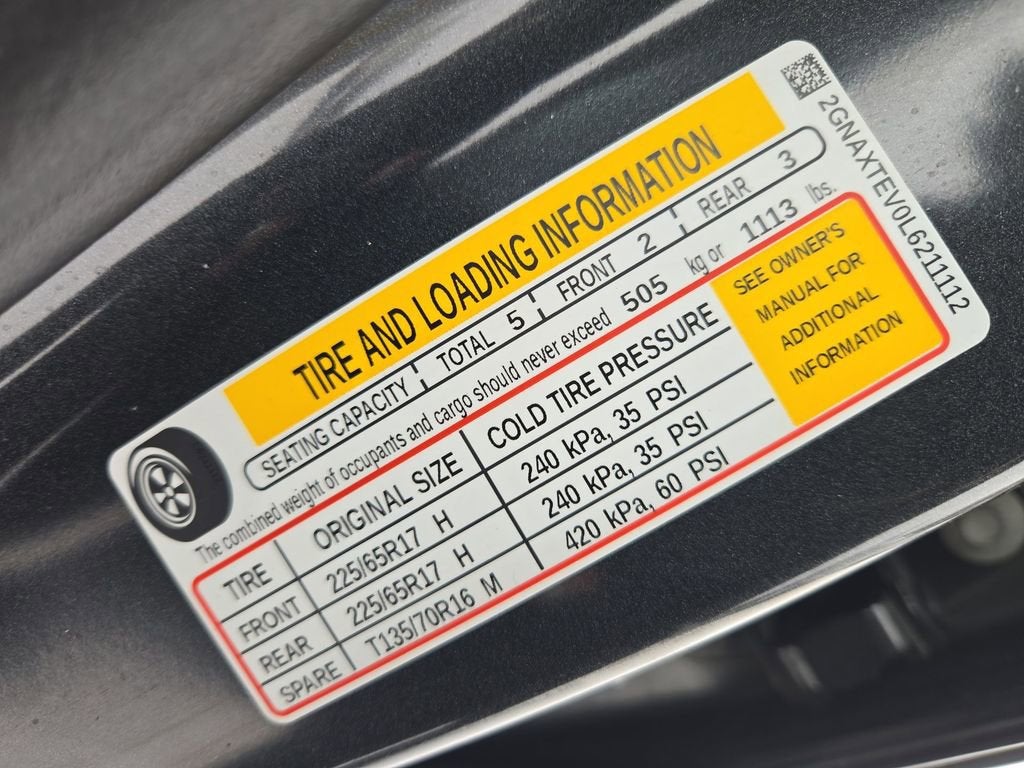 TIRE AND LOADING INFORMATION
SEATING CAPACITY TOTAL 5 FRONT 2 REAR 3
The combined weight of occupants and cargo should never exceed 505 kg or 1113 lbs.
TIRE ORIGINAL SIZE COLD TIRE PRESSURE
FRONT 225/65R17 H 240 kPa, 35 PSI
REAR 225/65R17 H 240 kPa, 35 PSI
SPARE T135/70R16 M 420 kPa, 60 PSI
SEE OWNER'S
MANUAL FOR
ADDITIONAL
INFORMATION
2GNAXTEV0L6211112